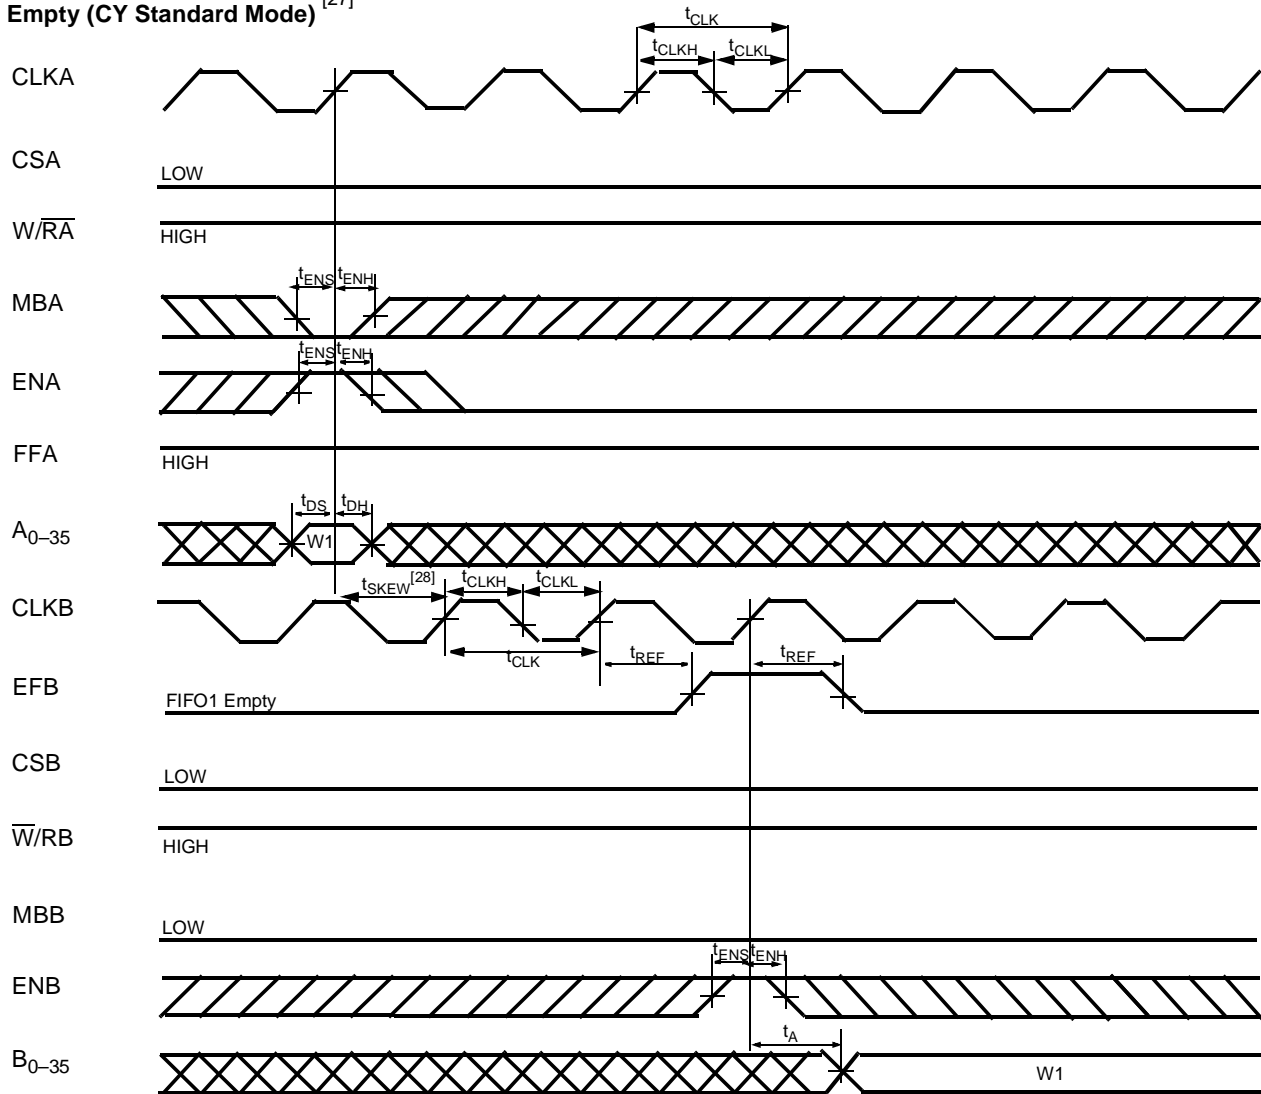 Empty (CY Standard Mode) [27]
tCLK
tCLKH tCLKL
CLKA
CSA
LOW
W/RA
HIGH
tENS tENH
MBA
tENS tENH
ENA
FFA
HIGH
tDS tDH
A0–35
W1
tSKEW[28] tCLKH tCLKL
CLKB
tCLK tREF tREF
EFB
FIFO1 Empty
CSB
LOW
W/RB
HIGH
MBB
LOW
tENS tENH
ENB
tA
B0–35
W1